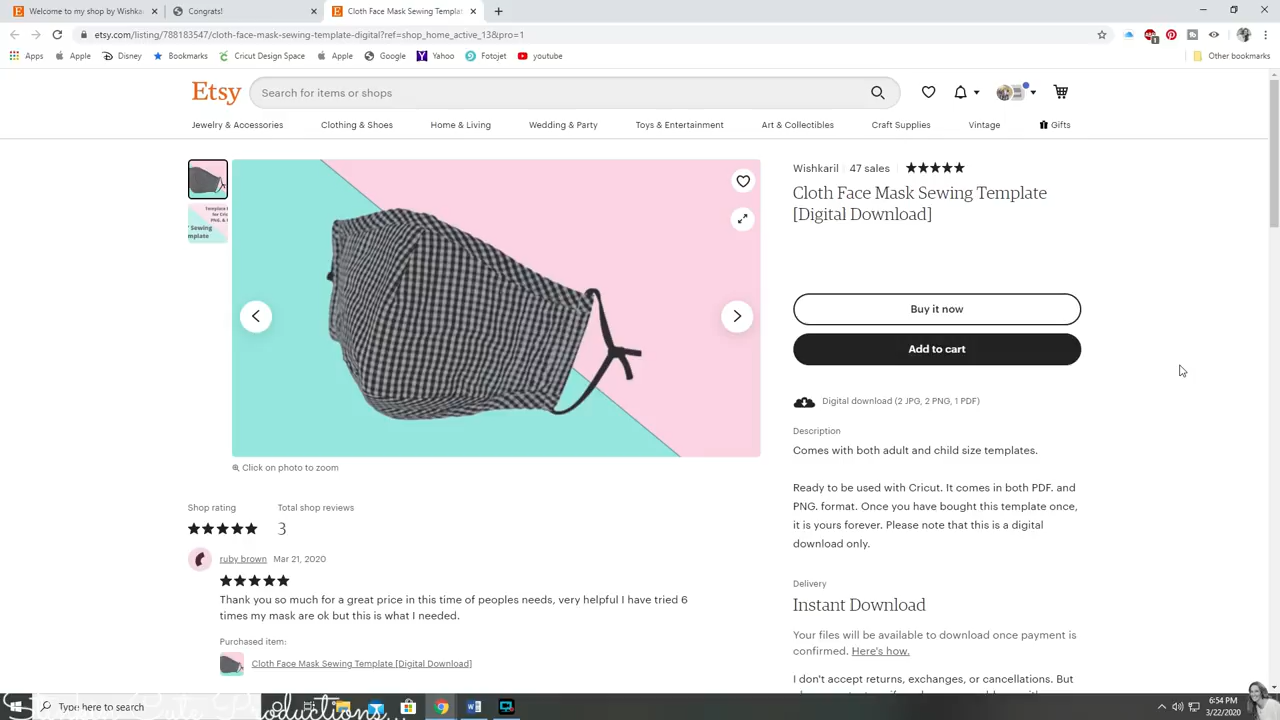 Welcome to my shop by Wishka
Congrats!
Cloth Face Mask Sewing Templat
etsy.com/listing/788183547/cloth-face-mask-sewing-template-digital?ref=shop_home_active_13&pro=1
Apps
Apple
Disney
Bookmarks
Cricut Design Space
Apple
Google
Yahoo
Fotojet
youtube
Other bookmarks
Etsy
Search for items or shops
Jewelry & Accessories
Clothing & Shoes
Home & Living
Wedding & Party
Toys & Entertainment
Art & Collectibles
Craft Supplies
Vintage
Gifts
Template
for Cri
PNG, &
Sewing
mplate
Click on photo to zoom
Wishkaril 47 sales
Cloth Face Mask Sewing Template
[Digital Download]
Buy it now
Add to cart
Digital download (2 JPG, 2 PNG, 1 PDF)
Description
Comes with both adult and child size templates.
Ready to be used with Cricut. It comes in both PDF. and
PNG. format. Once you have bought this template once,
it is yours forever. Please note that this is a digital
download only.
Delivery
Instant Download
Your files will be available to download once payment is
confirmed. Here's how.
I don't accept returns, exchanges, or cancellations. But
Shop rating
Total shop reviews
3
ruby brown Mar 21, 2020
Thank you so much for a great price in this time of peoples needs, very helpful I have tried 6
times my mask are ok but this is what I needed.
Purchased item:
Cloth Face Mask Sewing Template [Digital Download]
Type here to search
Cute Productions...
6:54 PM
3/22/2020